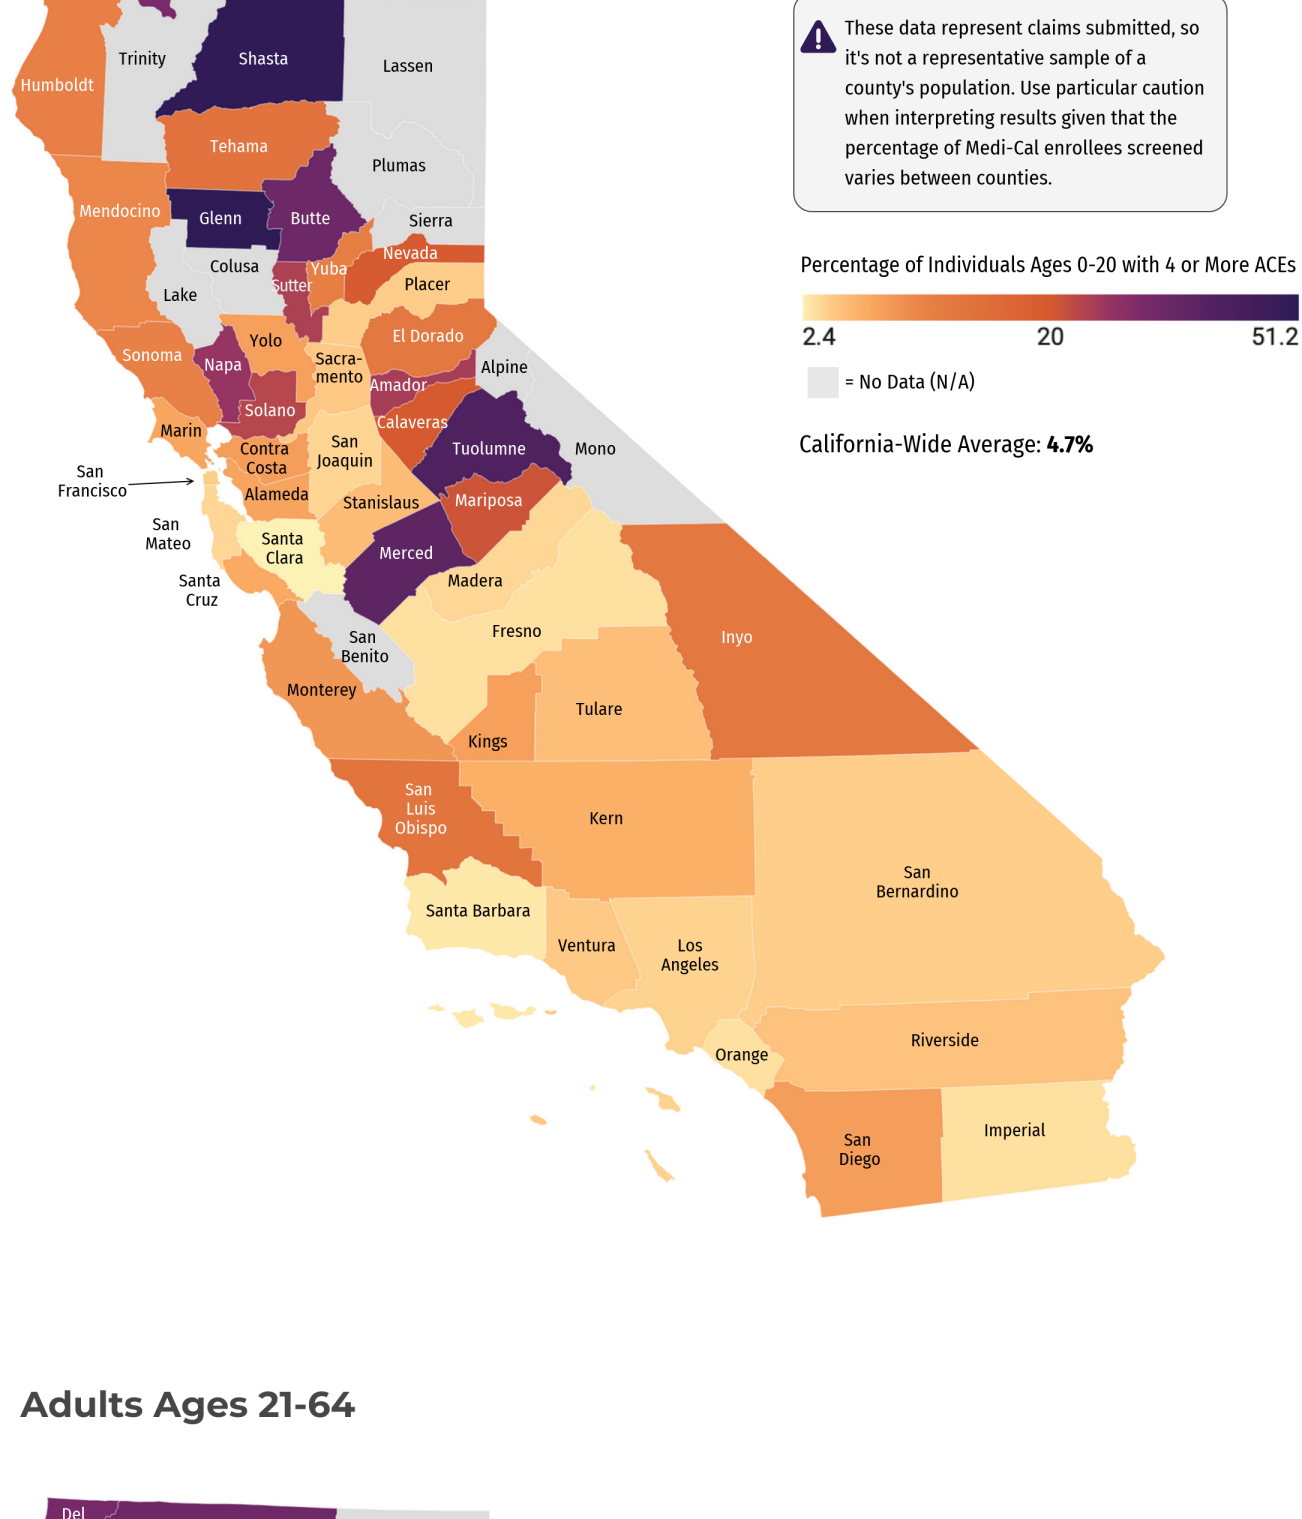 These data represent claims submitted, so
it's not a representative sample of a
county's population. Use particular caution
when interpreting results given that the
percentage of Medi-Cal enrollees screened
varies between counties.
Percentage of Individuals Ages 0-20 with 4 or More ACEs
2.4 20 51.2
= No Data (N/A)
California-Wide Average: 4.7%
Humboldt
Trinity
Shasta
Lassen
Tehama
Plumas
Mendocino
Glenn
Butte
Sierra
Colusa
Lake
Sutter
Yuba
Nevada
Placer
Sonoma
Napa
Yolo
Sacra-
mento
El Dorado
Alpine
Amador
Solano
Marin
Calaveras
Contra
Costa
San
Joaquin
Tuolumne
Mono
San
Francisco
Alameda
Stanislaus
Mariposa
San
Mateo
Santa
Clara
Merced
Madera
Santa
Cruz
San
Benito
Fresno
Inyo
Monterey
Kings
Tulare
San
Luis
Obispo
Kern
San
Bernardino
Santa Barbara
Ventura
Los
Angeles
Orange
Riverside
San
Diego
Imperial
Adults Ages 21-64
Del